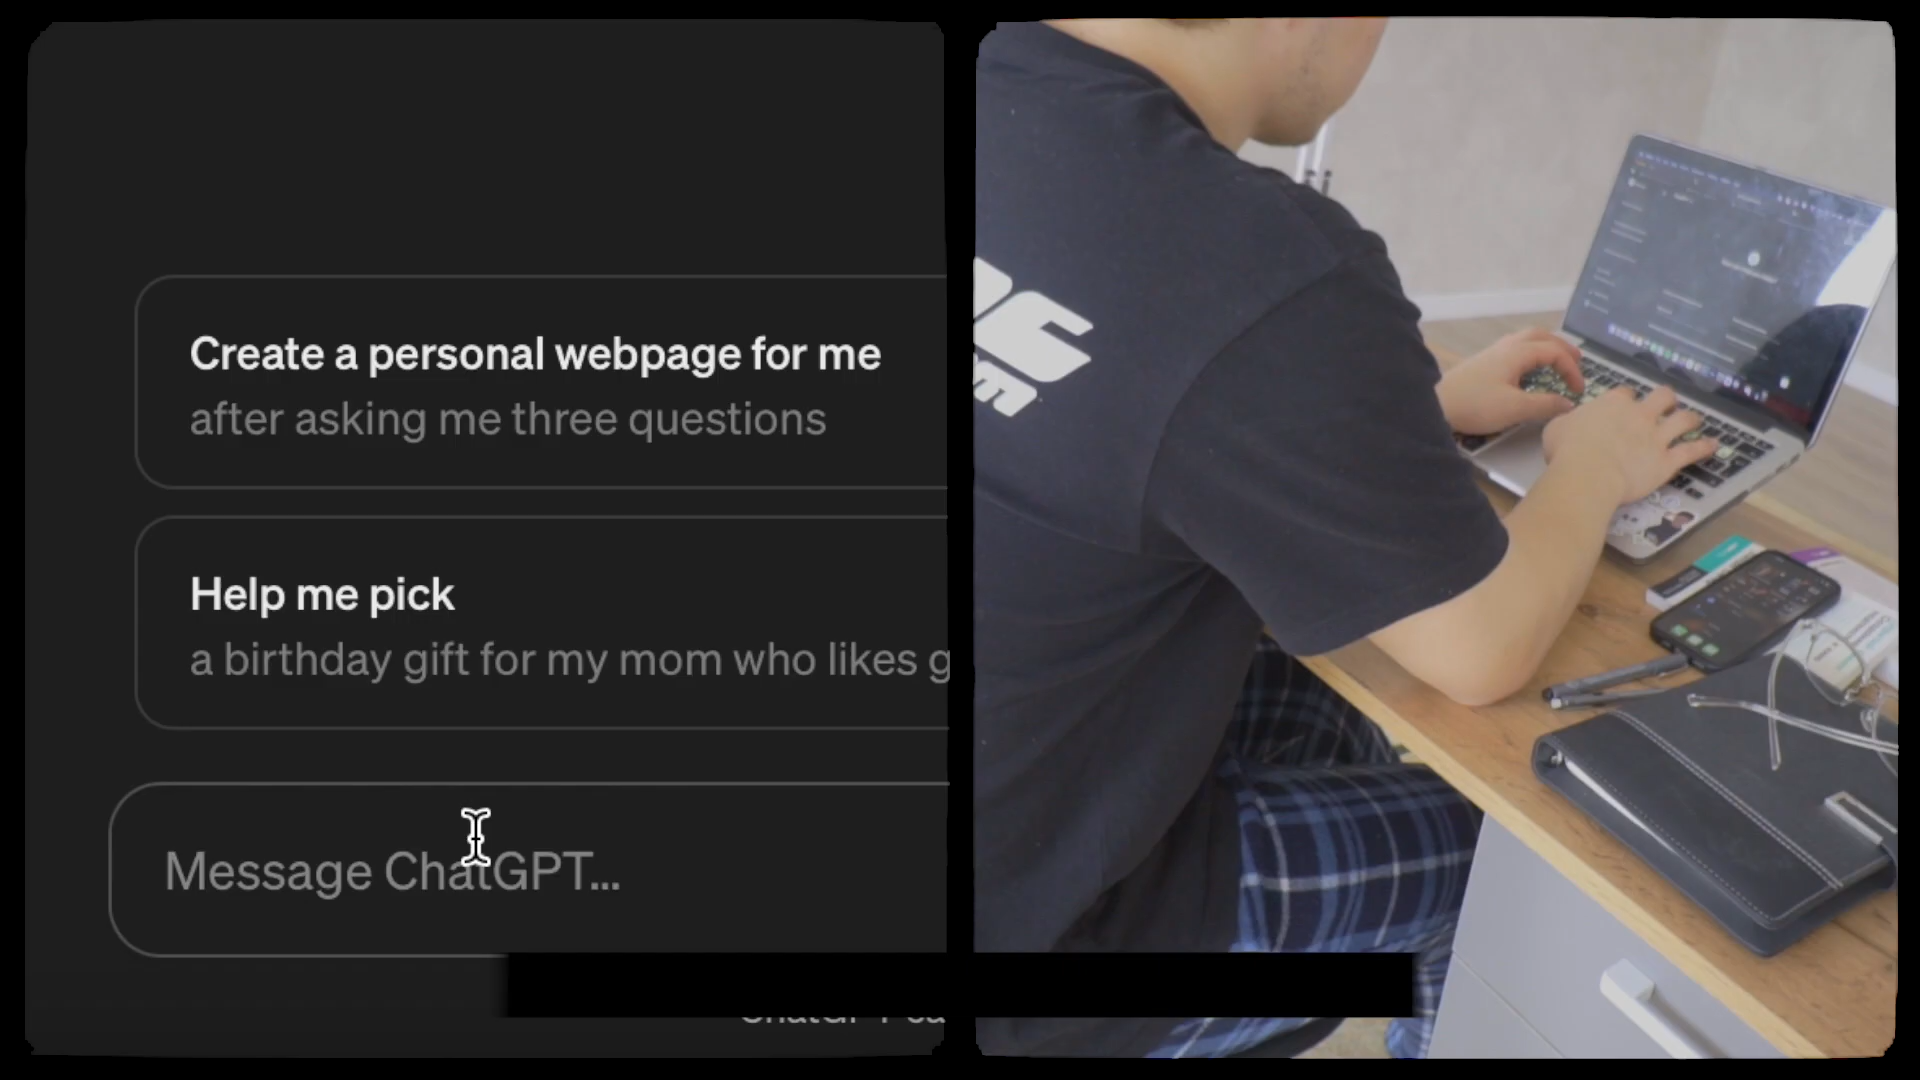 Create a personal webpage for me
after asking me three questions
Help me pick
a birthday gift for my mom who likes g
Message ChatGPT...